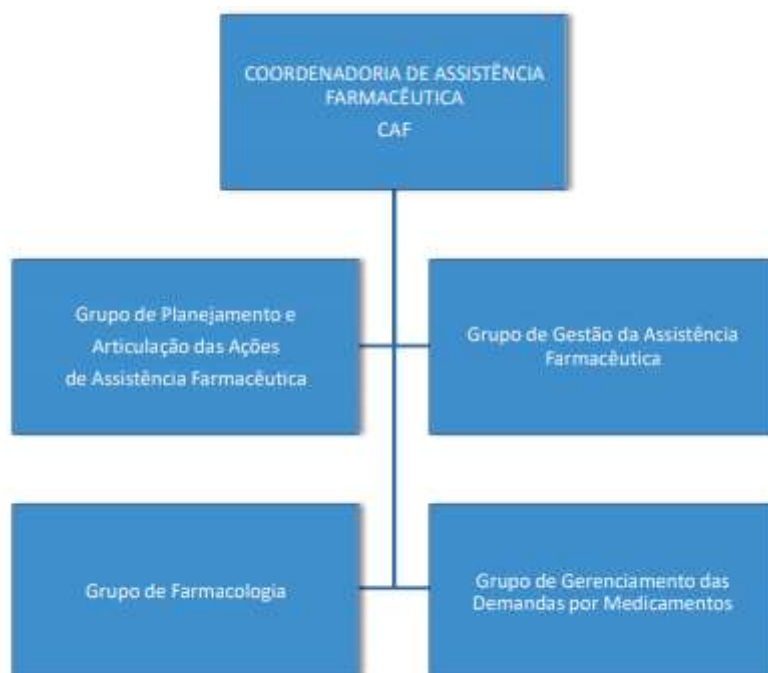 COORDENADORIA DE ASSISTÊNCIA
FARMACÊUTICA
CAF
Grupo de Planejamento e
Articulação das Ações
de Assistência Farmacêutica
Grupo de Gestão da Assistência
Farmacêutica
Grupo de Farmacologia
Grupo de Gerenciamento das
Demandas por Medicamentos